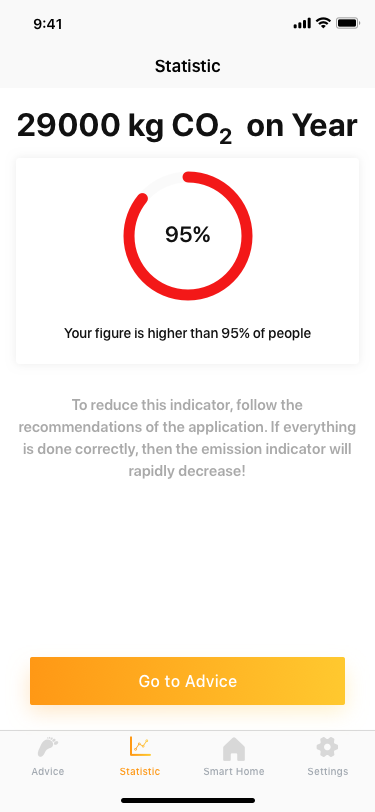 9:41
Statistic
29000 kg CO₂ on Year
95%
Your figure is higher than 95% of people
To reduce this indicator, follow the
recommendations of the application. If everything
is done correctly, then the emission indicator will
rapidly decrease!
Go to Advice
Advice Statistic Smart Home Settings